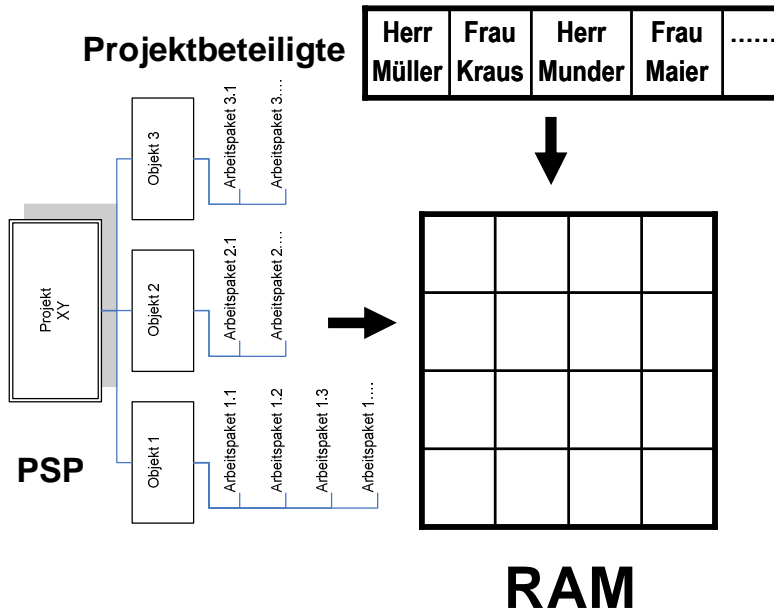 Projektbeteiligte
Herr Müller
Frau Kraus
Herr Munder
Frau Maier
......
Projekt XY
Objekt 3
Arbeitspaket 3.1
Arbeitspaket 3....
Objekt 2
Arbeitspaket 2.1
Arbeitspaket 2....
Objekt 1
Arbeitspaket 1.1
Arbeitspaket 1.2
Arbeitspaket 1.3
Arbeitspaket 1....
PSP
RAM